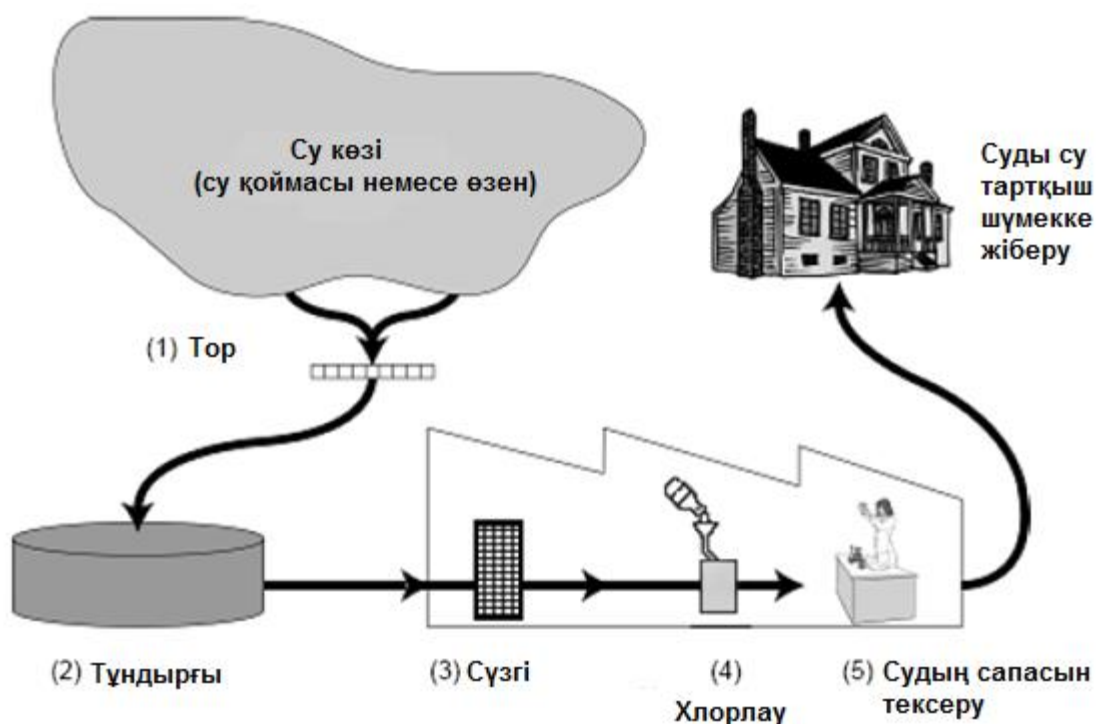 Су көзі
(су қоймасы немесе өзен)
Суды су
тартқыш
шүмекке
жіберу
(1) Тор
(2) Тұндырғы
(3) Сүзгі
(4)
Хлорлау
(5) Судың сапасын
тексеру